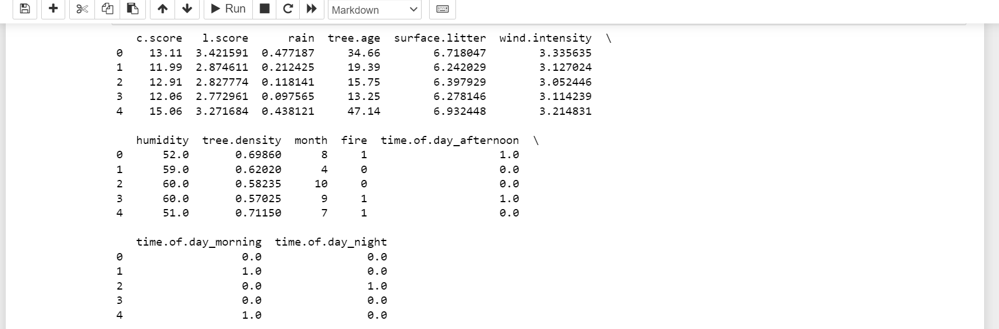 Run Markdown
c.score l.score rain tree.age surface.litter wind.intensity \
0 13.11 3.421591 0.477187 34.66 6.718047 3.335635
1 11.99 2.874611 0.212425 19.39 6.242029 3.127024
2 12.91 2.827774 0.118141 15.75 6.397929 3.052446
3 12.06 2.772961 0.097565 13.25 6.278146 3.114239
4 15.06 3.271684 0.438121 47.14 6.932448 3.214831
humidity tree.density month fire time.of.day_afternoon \
0 52.0 0.69860 8 1 1.0
1 59.0 0.62020 4 0 0.0
2 60.0 0.58235 10 0 0.0
3 60.0 0.57025 9 1 1.0
4 51.0 0.71150 7 1 0.0
time.of.day_morning time.of.day_night
0 0.0 0.0
1 1.0 0.0
2 0.0 1.0
3 0.0 0.0
4 1.0 0.0